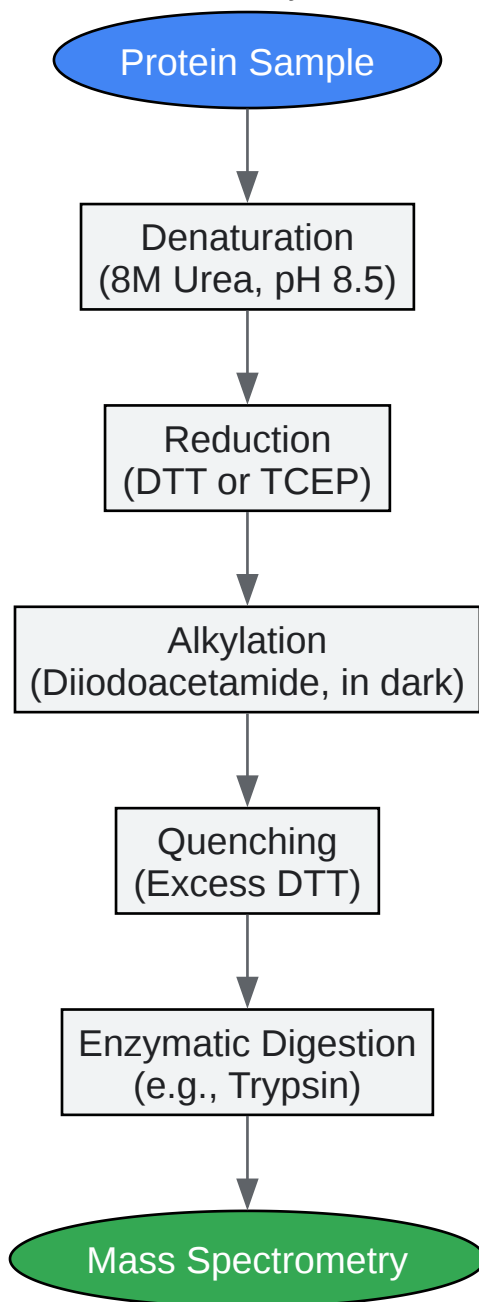 Protein Sample
Denaturation
(8M Urea, pH 8.5)
Reduction
(DTT or TCEP)
Alkylation
(Diiodoacetamide, in dark)
Quenching
(Excess DTT)
Enzymatic Digestion
(e.g., Trypsin)
Mass Spectrometry